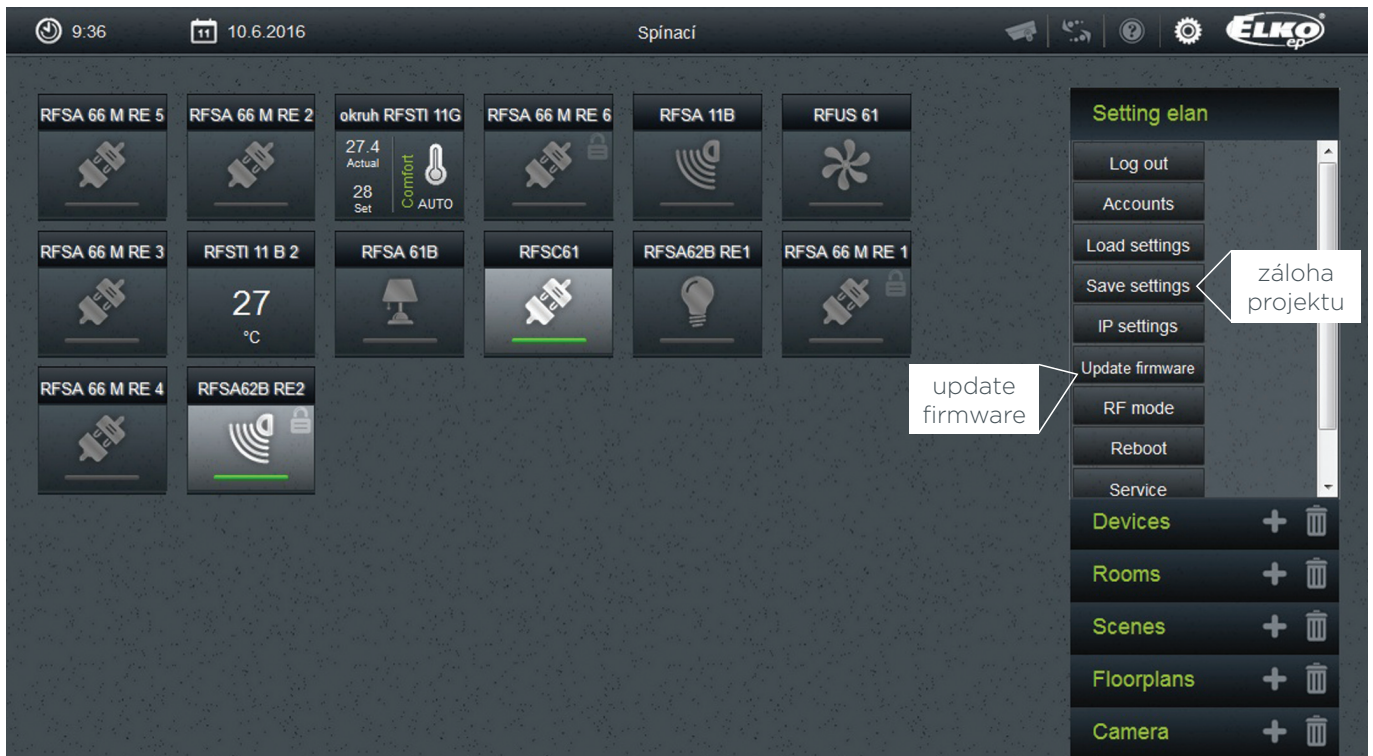 9:36
11
10.6.2016
Spínací
?
ELKO
ep
RFSA 66 M RE 5
RFSA 66 M RE 2
okruh RFSTI 11G
27.4
Actual
28
Set
Comfort
AUTO
RFSA 66 M RE 6
RFSA 11B
RFUS 61
RFSA 66 M RE 3
RFSTI 11 B 2
27
°C
RFSA 61B
RFSC61
RFSA62B RE1
RFSA 66 M RE 1
RFSA 66 M RE 4
RFSA62B RE2
Setting elan
Log out
Accounts
Load settings
Save settings
záloha
projektu
IP settings
Update firmware
update
firmware
RF mode
Reboot
Service
Devices
Rooms
Scenes
Floorplans
Camera